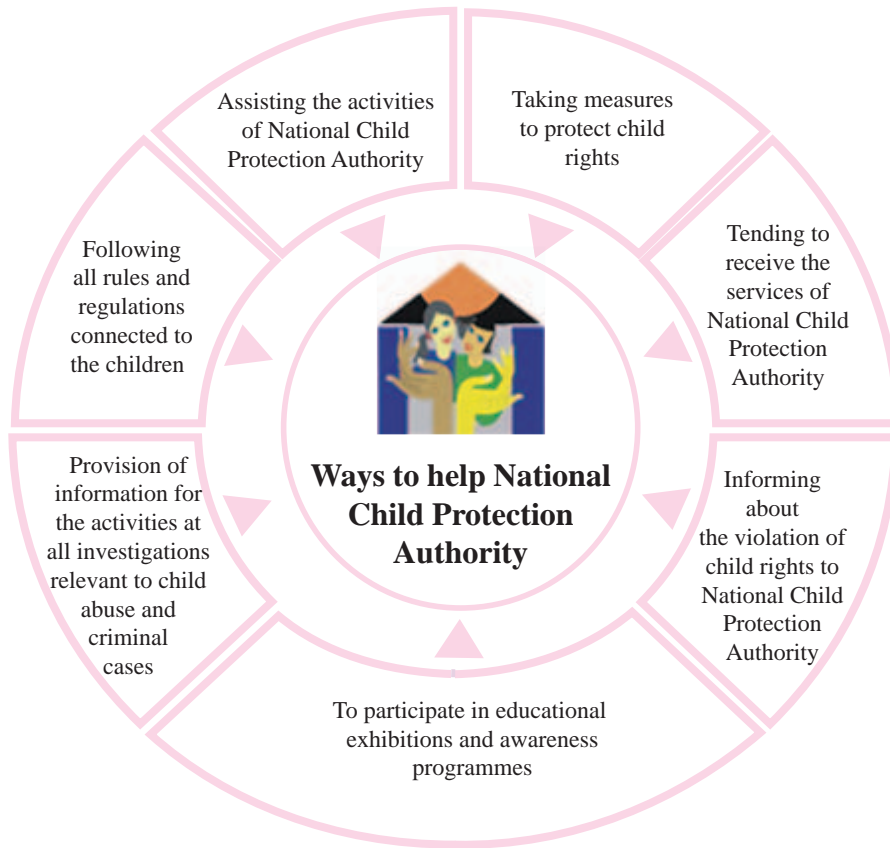 Assisting the activities
of National Child
Protection Authority
Taking measures
to protect child
rights
Tending to
receive the
services of
National Child
Protection
Authority
Informing
about
the violation of
child rights to
National Child
Protection
Authority
To participate in educational
exhibitions and awareness
programmes
Provision of
information for
the activities at
all investigations
relevant to child
abuse and
criminal
cases
Following
all rules and
regulations
connected to
the children
Ways to help National
Child Protection
Authority